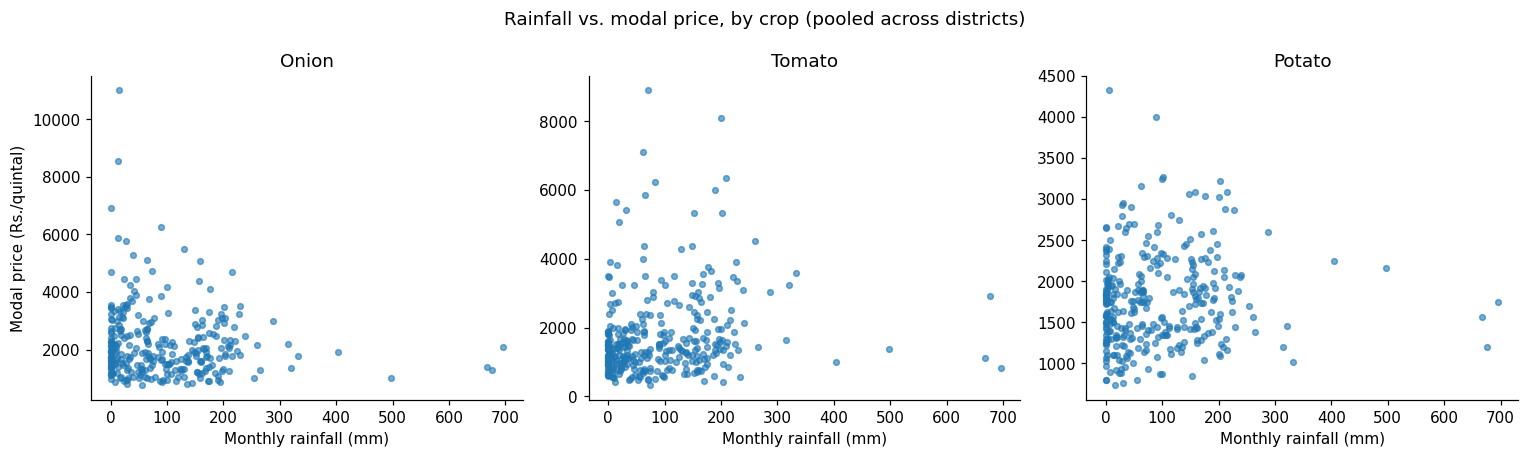 Rainfall vs. modal price, by crop (pooled across districts)
Onion
Modal price (Rs./quintal)
10000
8000
6000
4000
2000
0 100 200 300 400 500 600 700
Monthly rainfall (mm)
Tomato
8000
6000
4000
2000
0
0 100 200 300 400 500 600 700
Monthly rainfall (mm)
Potato
4500
4000
3500
3000
2500
2000
1500
1000
0 100 200 300 400 500 600 700
Monthly rainfall (mm)